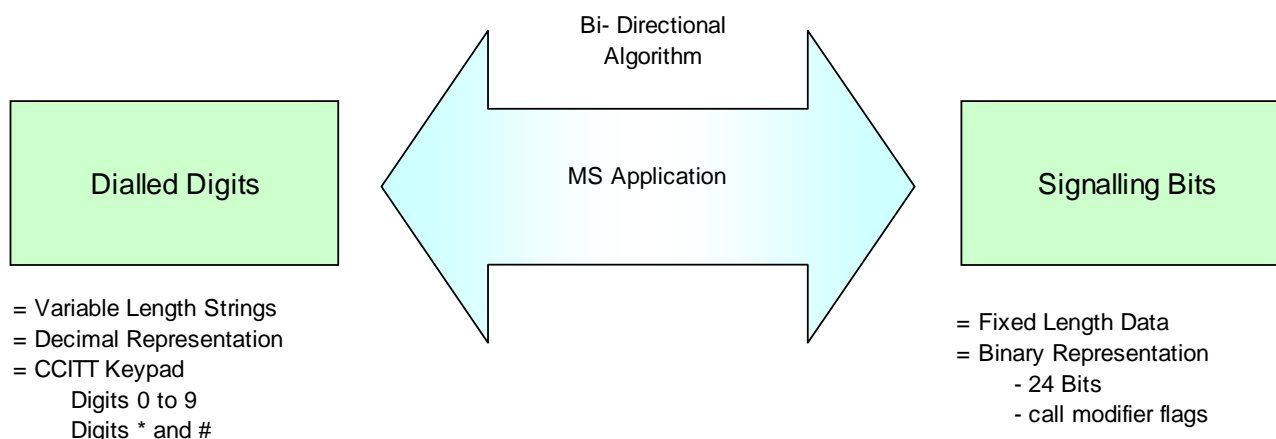 Bi- Directional
Algorithm
Dialled Digits
MS Application
Signalling Bits
= Variable Length Strings
= Decimal Representation
= CCITT Keypad
Digits 0 to 9
Digits * and #
= Fixed Length Data
= Binary Representation
- 24 Bits
- call modifier flags